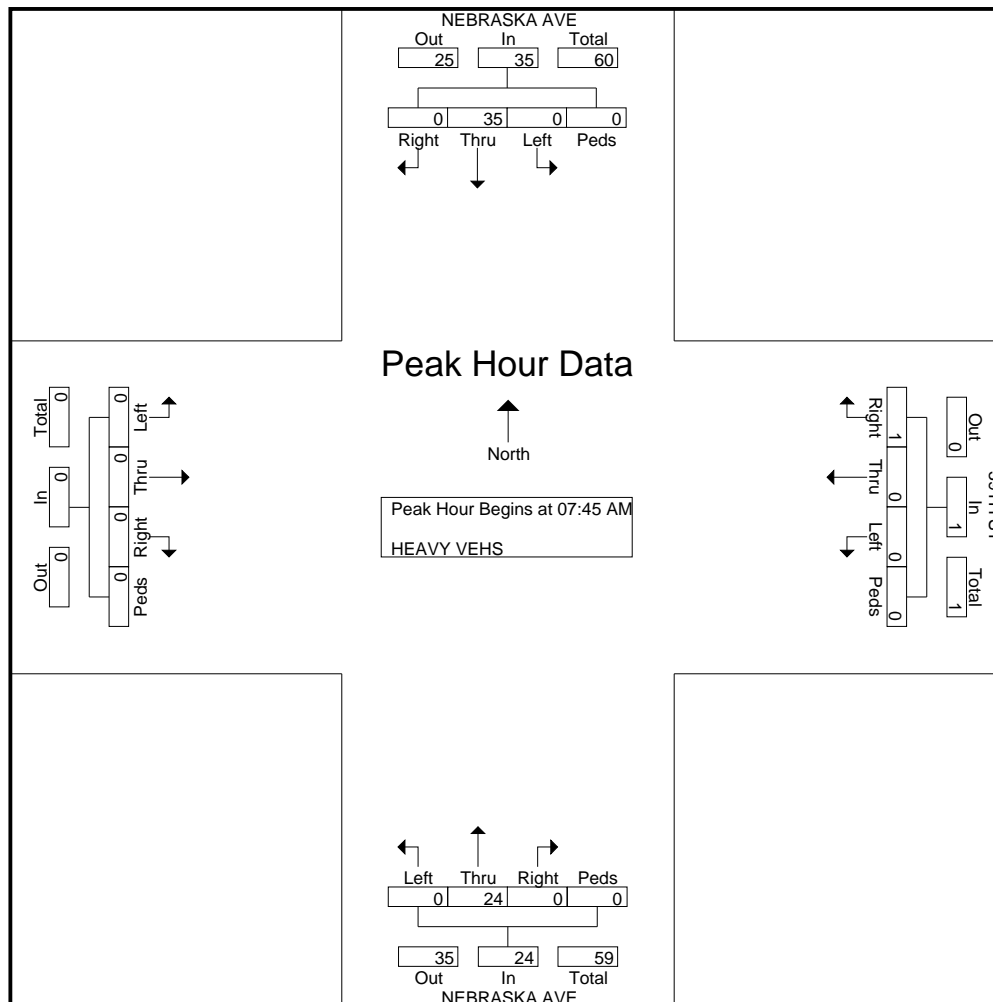 NEBRASKA AVE
Out In Total
25 35 60
0 35 0 0
Right Thru Left Peds
Peak Hour Data
North
Peak Hour Begins at 07:45 AM
HEAVY VEHS
Total In Out
0 0 0
0 0 0 0
Left Thru Right Peds
Right Thru Left Peds
1 0 0 0
Out In Total
0 1 1
Left Thru Right Peds
0 24 0 0
35 24 59
Out In Total
NEBRASKA AVE